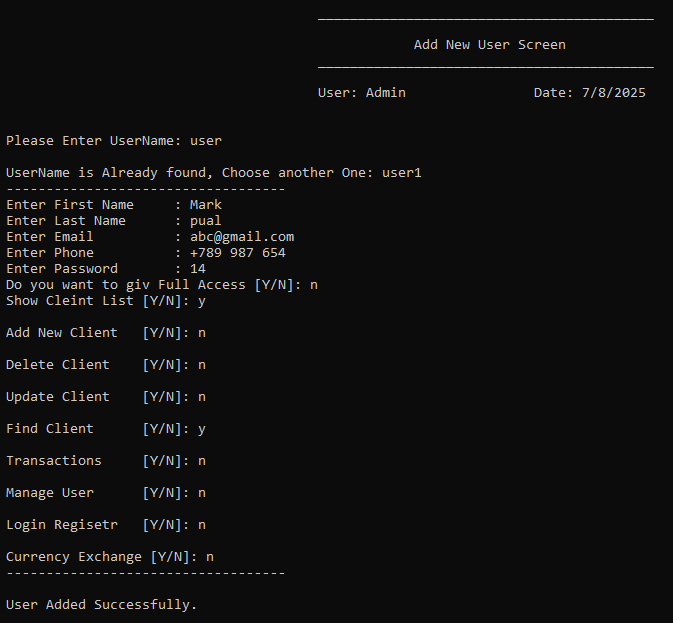 Add New User Screen
User: Admin Date: 7/8/2025
Please Enter UserName: user
UserName is Already found, Choose another One: user1
-----------------------------------
Enter First Name : Mark
Enter Last Name : pual
Enter Email : abc@gmail.com
Enter Phone : +789 987 654
Enter Password : 14
Do you want to giv Full Access [Y/N]: n
Show Cleint List [Y/N]: y
Add New Client [Y/N]: n
Delete Client [Y/N]: n
Update Client [Y/N]: n
Find Client [Y/N]: y
Transactions [Y/N]: n
Manage User [Y/N]: n
Login Regisetr [Y/N]: n
Currency Exchange [Y/N]: n
-----------------------------------
User Added Successfully.